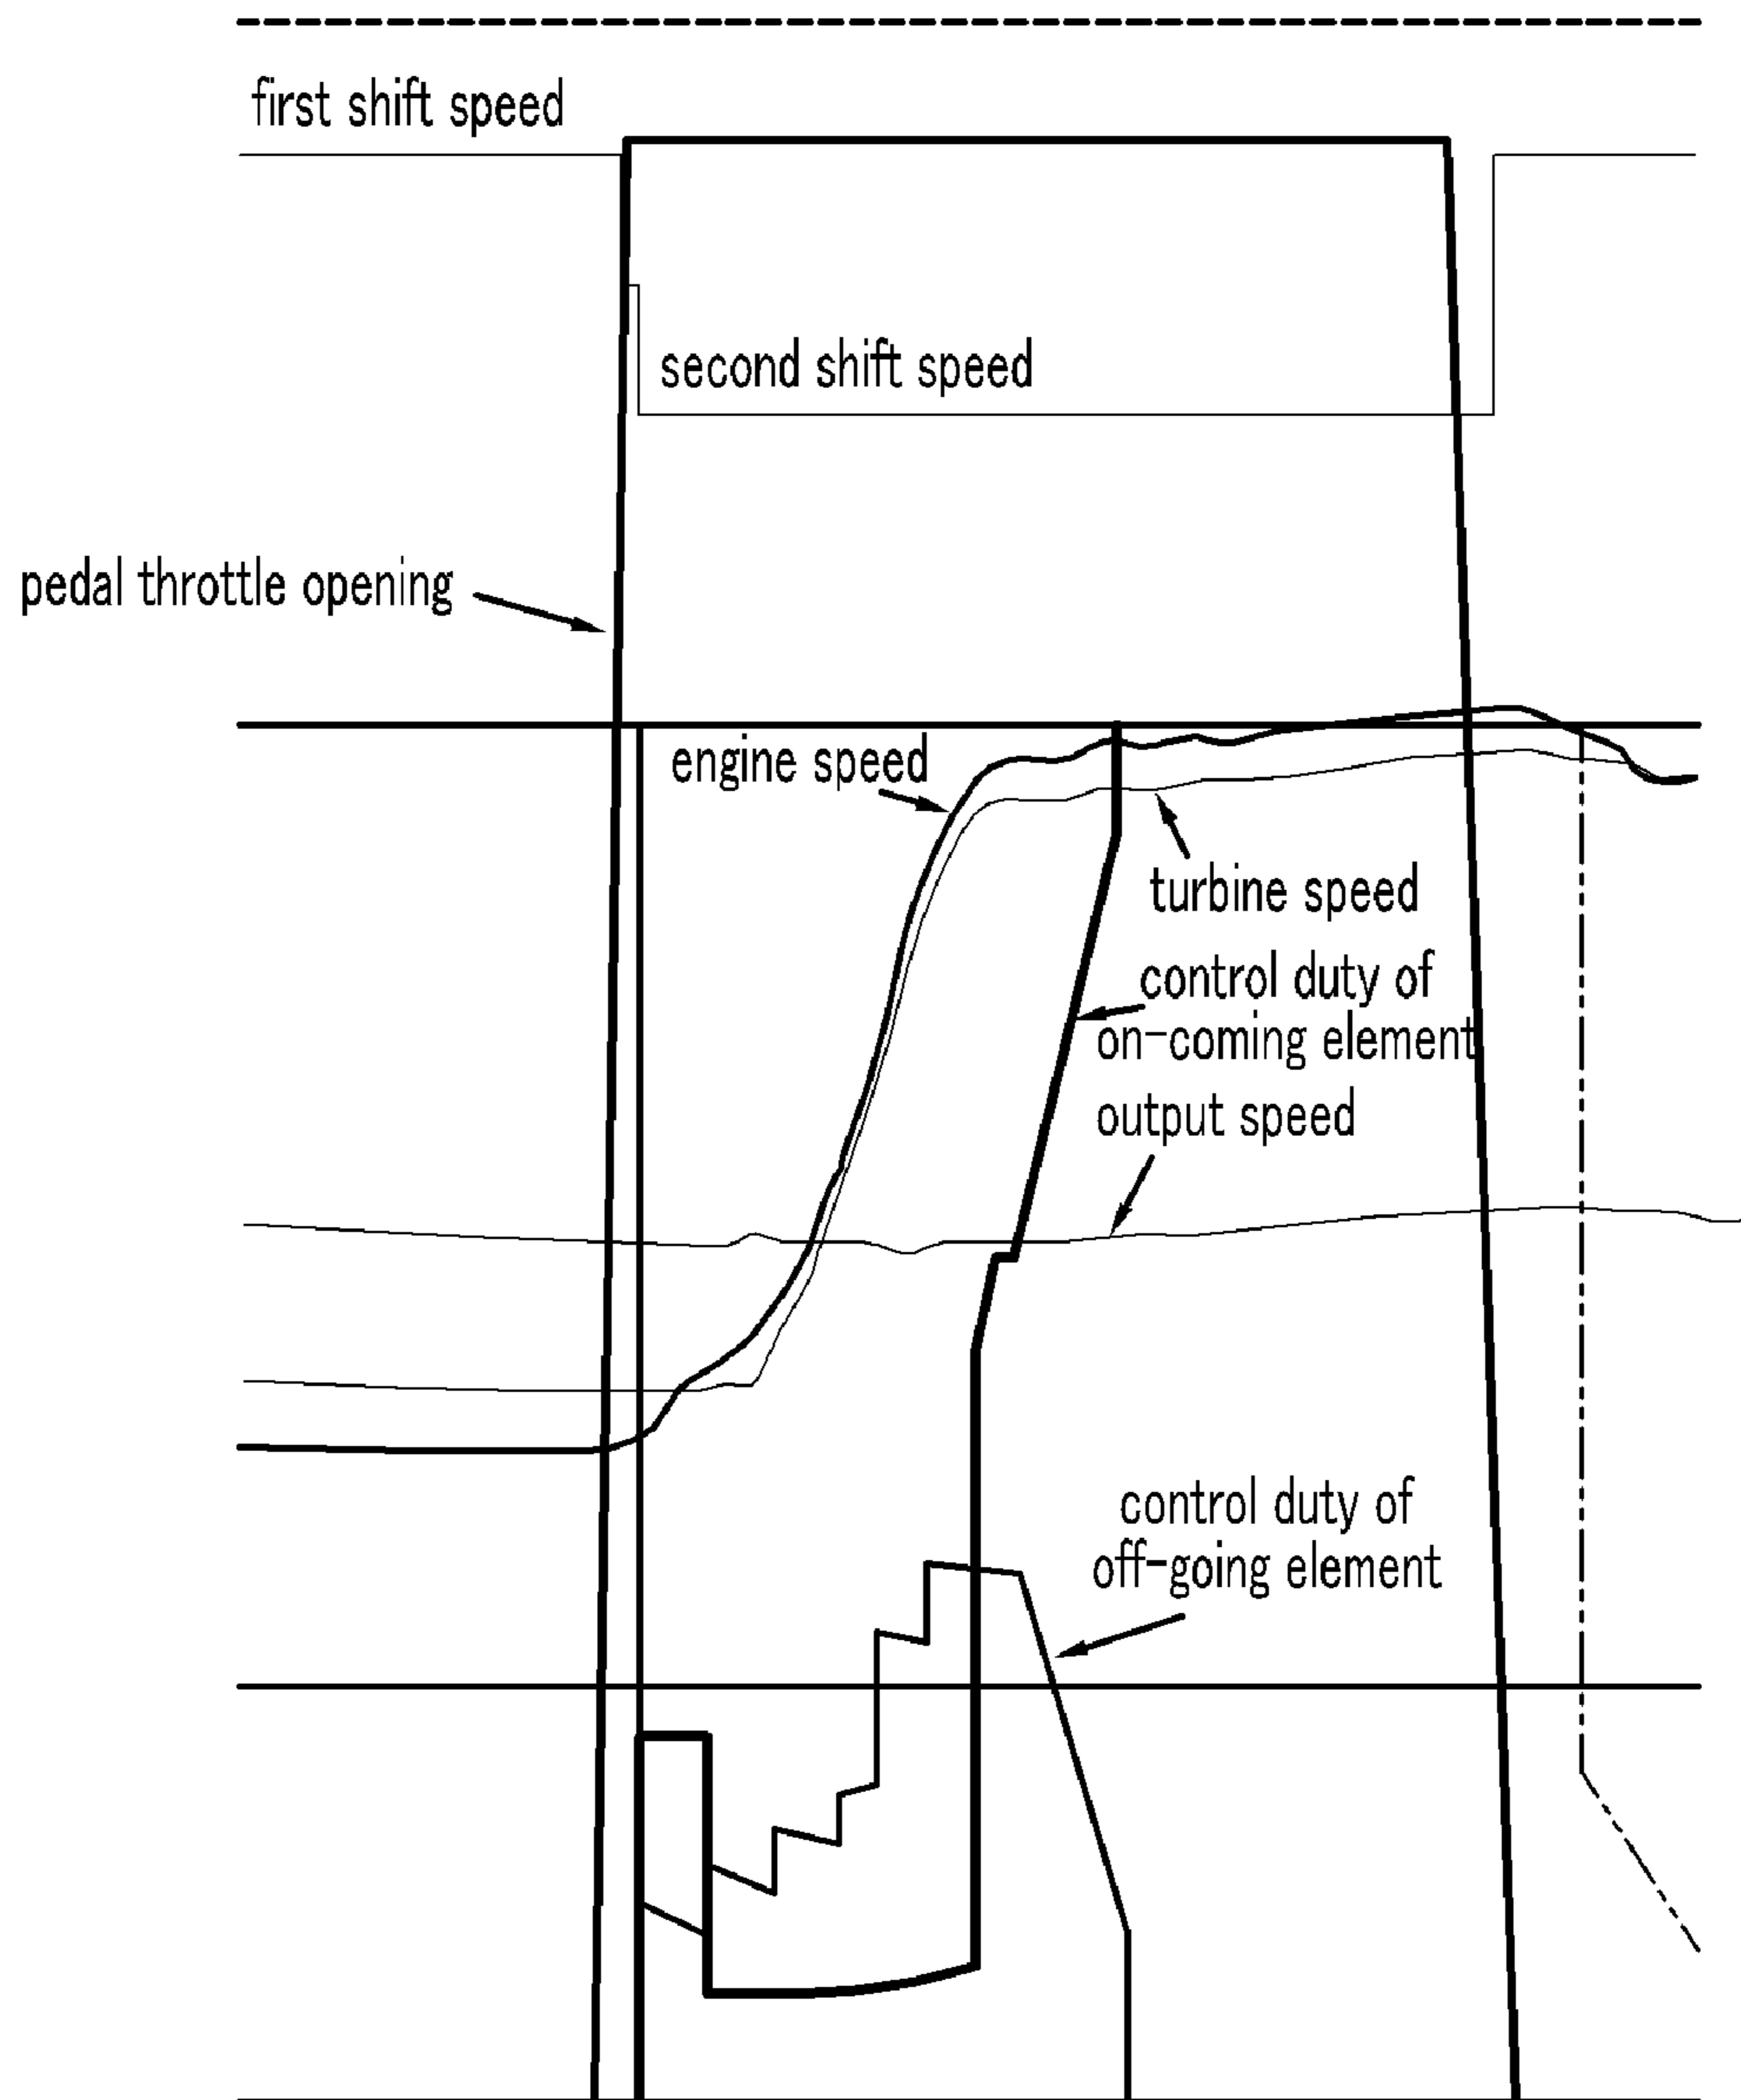 first shift speed
second shift speed
pedal throttle opening
engine speed
turbine speed
control duty of
on-coming element
output speed
control duty of
off-going element